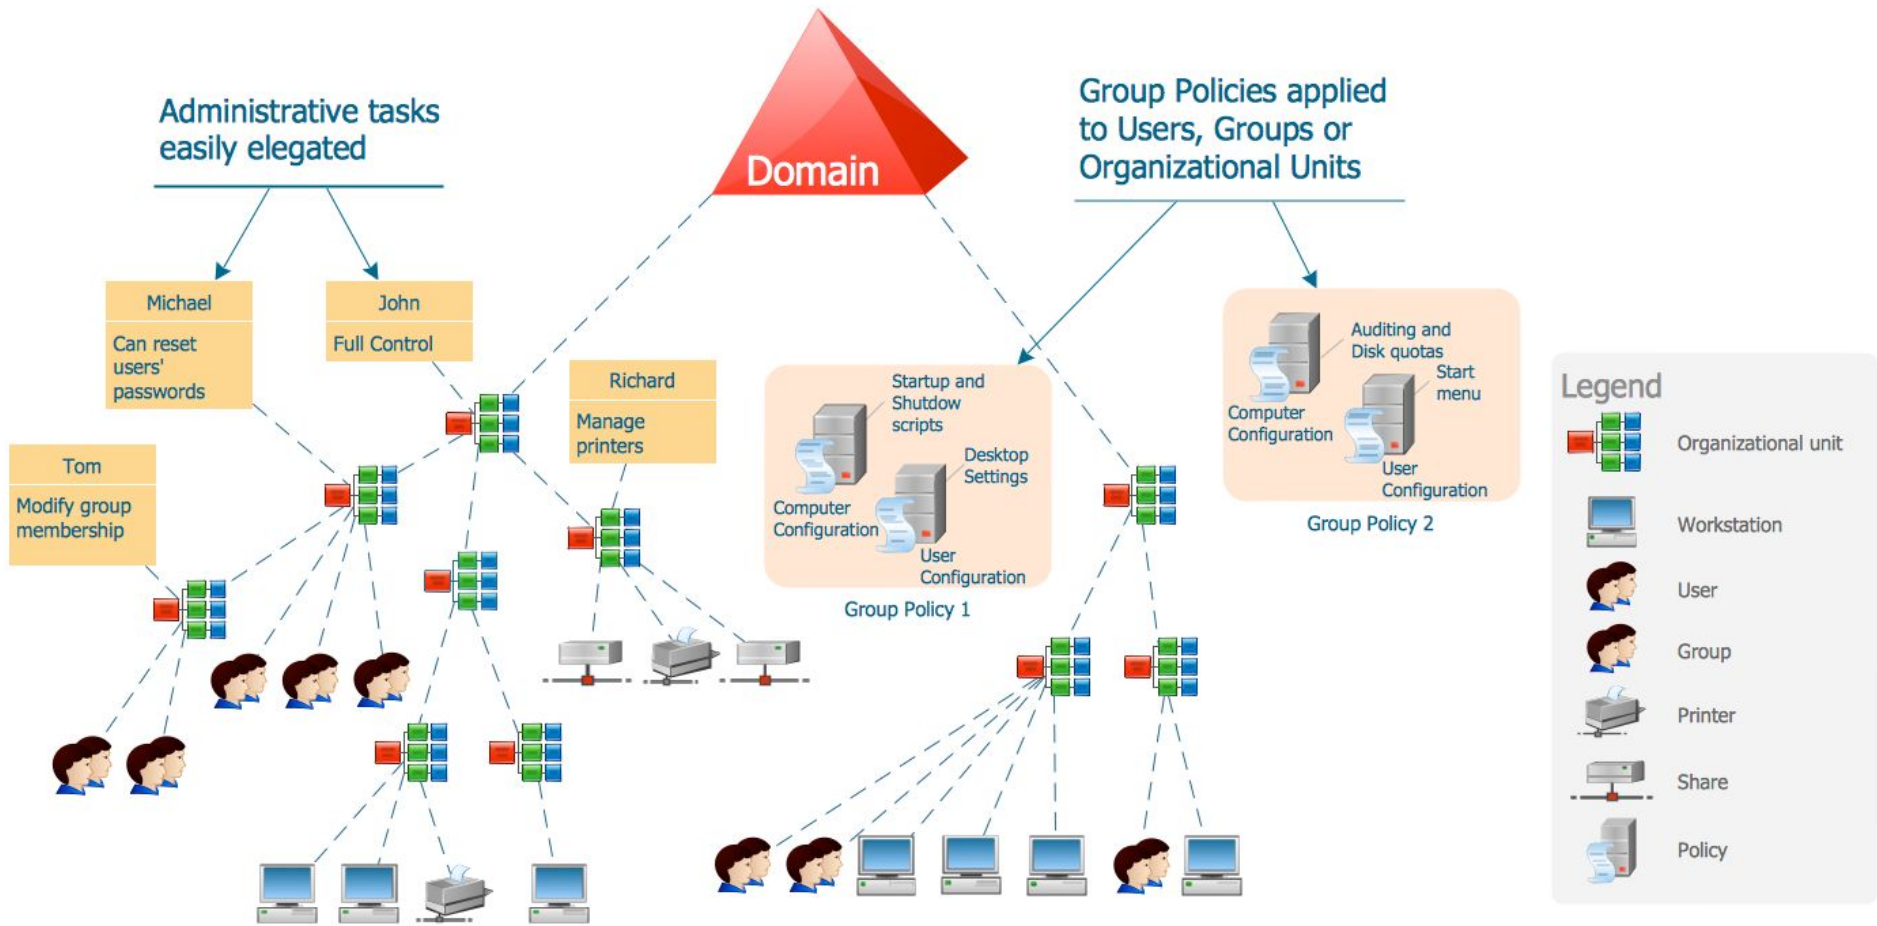 Administrative tasks
easily elegated
Domain
Group Policies applied
to Users, Groups or
Organizational Units
Michael
Can reset
users'
passwords
John
Full Control
Tom
Modify group
membership
Richard
Manage
printers
Startup and
Shutdow
scripts
Computer
Configuration
Desktop
Settings
User
Configuration
Group Policy 1
Auditing and
Disk quotas
Computer
Configuration
Start
menu
User
Configuration
Group Policy 2
Legend
Organizational unit
Workstation
User
Group
Printer
Share
Policy